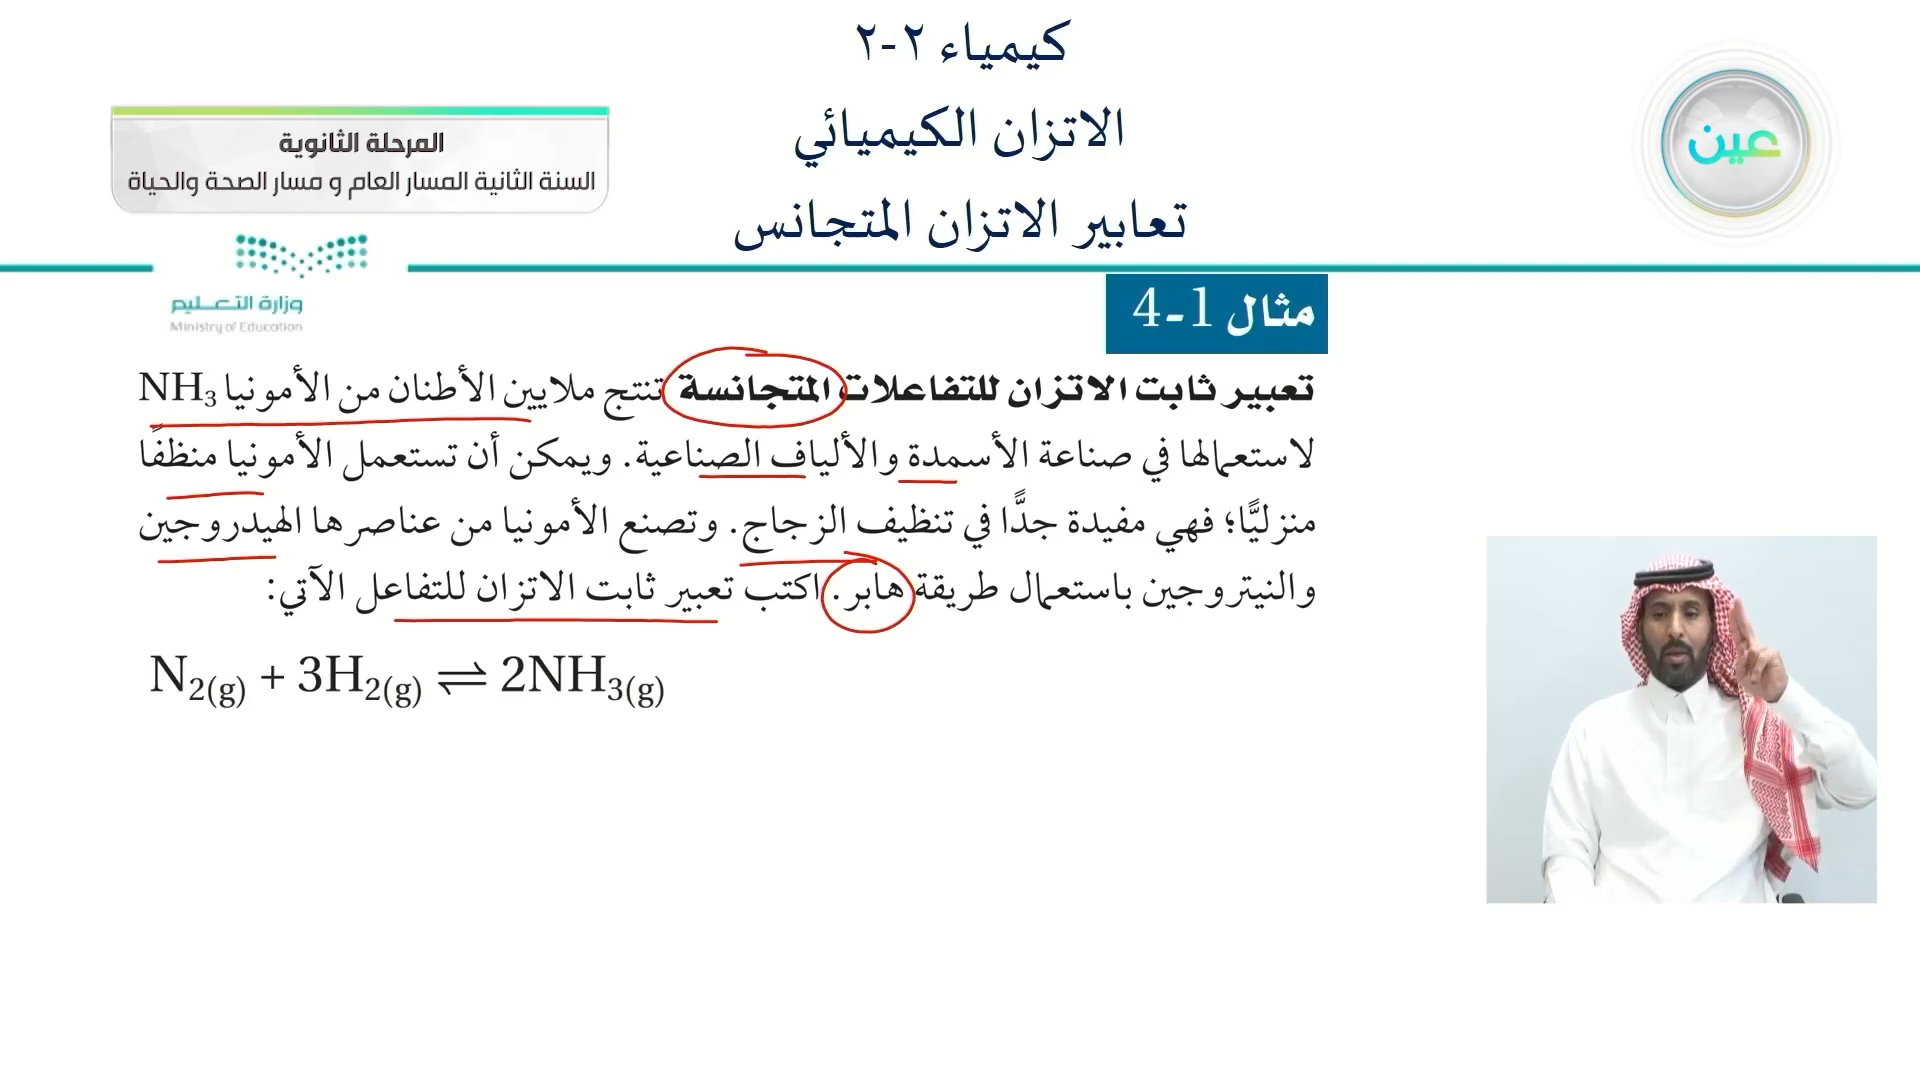 كيمياء ٢-٢
الاتزان الكيميائي
تعابير الاتزان المتجانس
عين
المرحلة الثانوية
السنة الثانية المسار العام و مسار الصحة والحياة
وزارة التعليم
Ministry of Education
مثال 1-4
تعبير ثابت الاتزان للتفاعلات المتجانسة تنتج ملايين الأطنان من الأمونيا NH₃
لاستعمالها في صناعة الأسمدة والألياف الصناعية. ويمكن أن تستعمل الأمونيا منظفًا
منزليًّا؛ فهي مفيدة جدًّا في تنظيف الزجاج. وتصنع الأمونيا من عناصرها الهيدروجين
والنيتروجين باستعمال طريقة هابر. اكتب تعبير ثابت الاتزان للتفاعل الآتي:
N₂(g) + 3H₂(g) ⇌ 2NH₃(g)